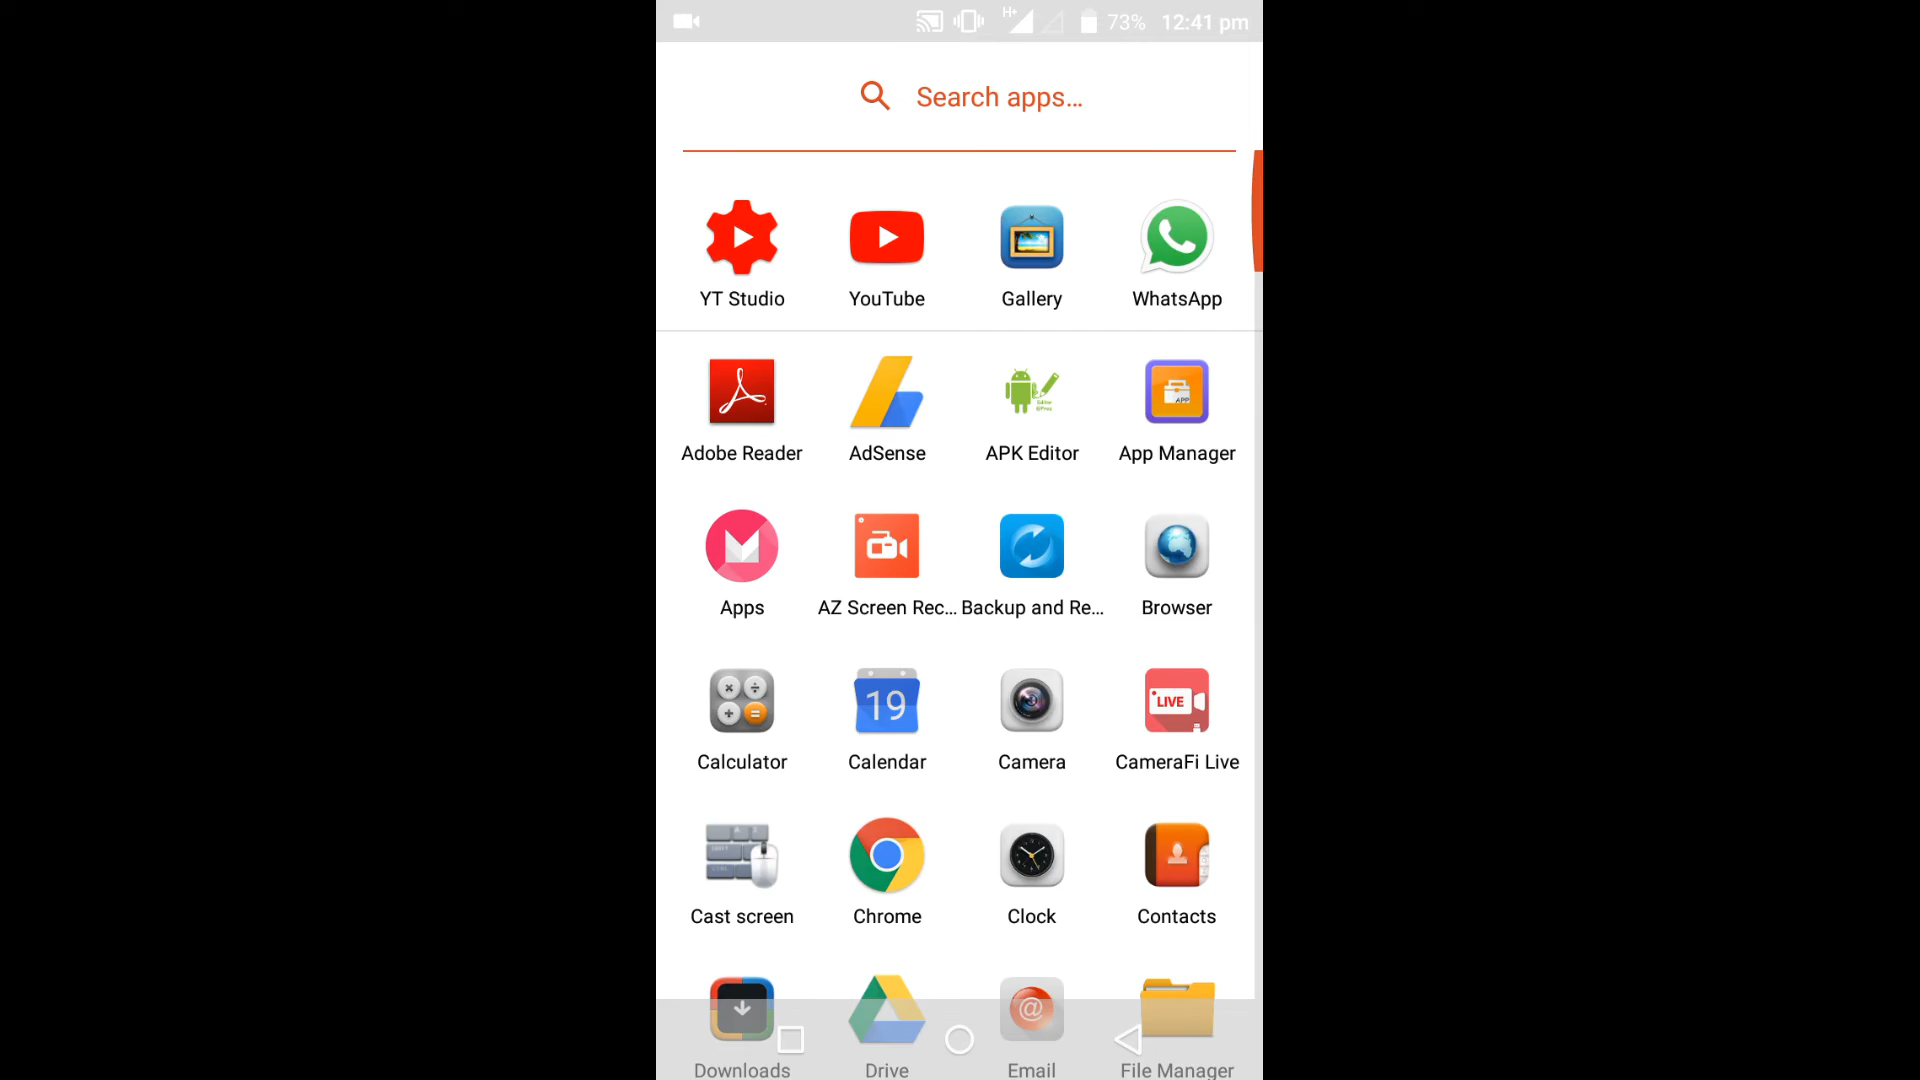 H+ 73% 12:41 pm
Search apps...
YT Studio YouTube Gallery WhatsApp
APP
Adobe Reader AdSense APK Editor App Manager
Apps AZ Screen Rec... Backup and Re... Browser
19 LIVE
Calculator Calendar Camera CameraFi Live
Cast screen Chrome Clock Contacts
@
Downloads Drive Email File Manager